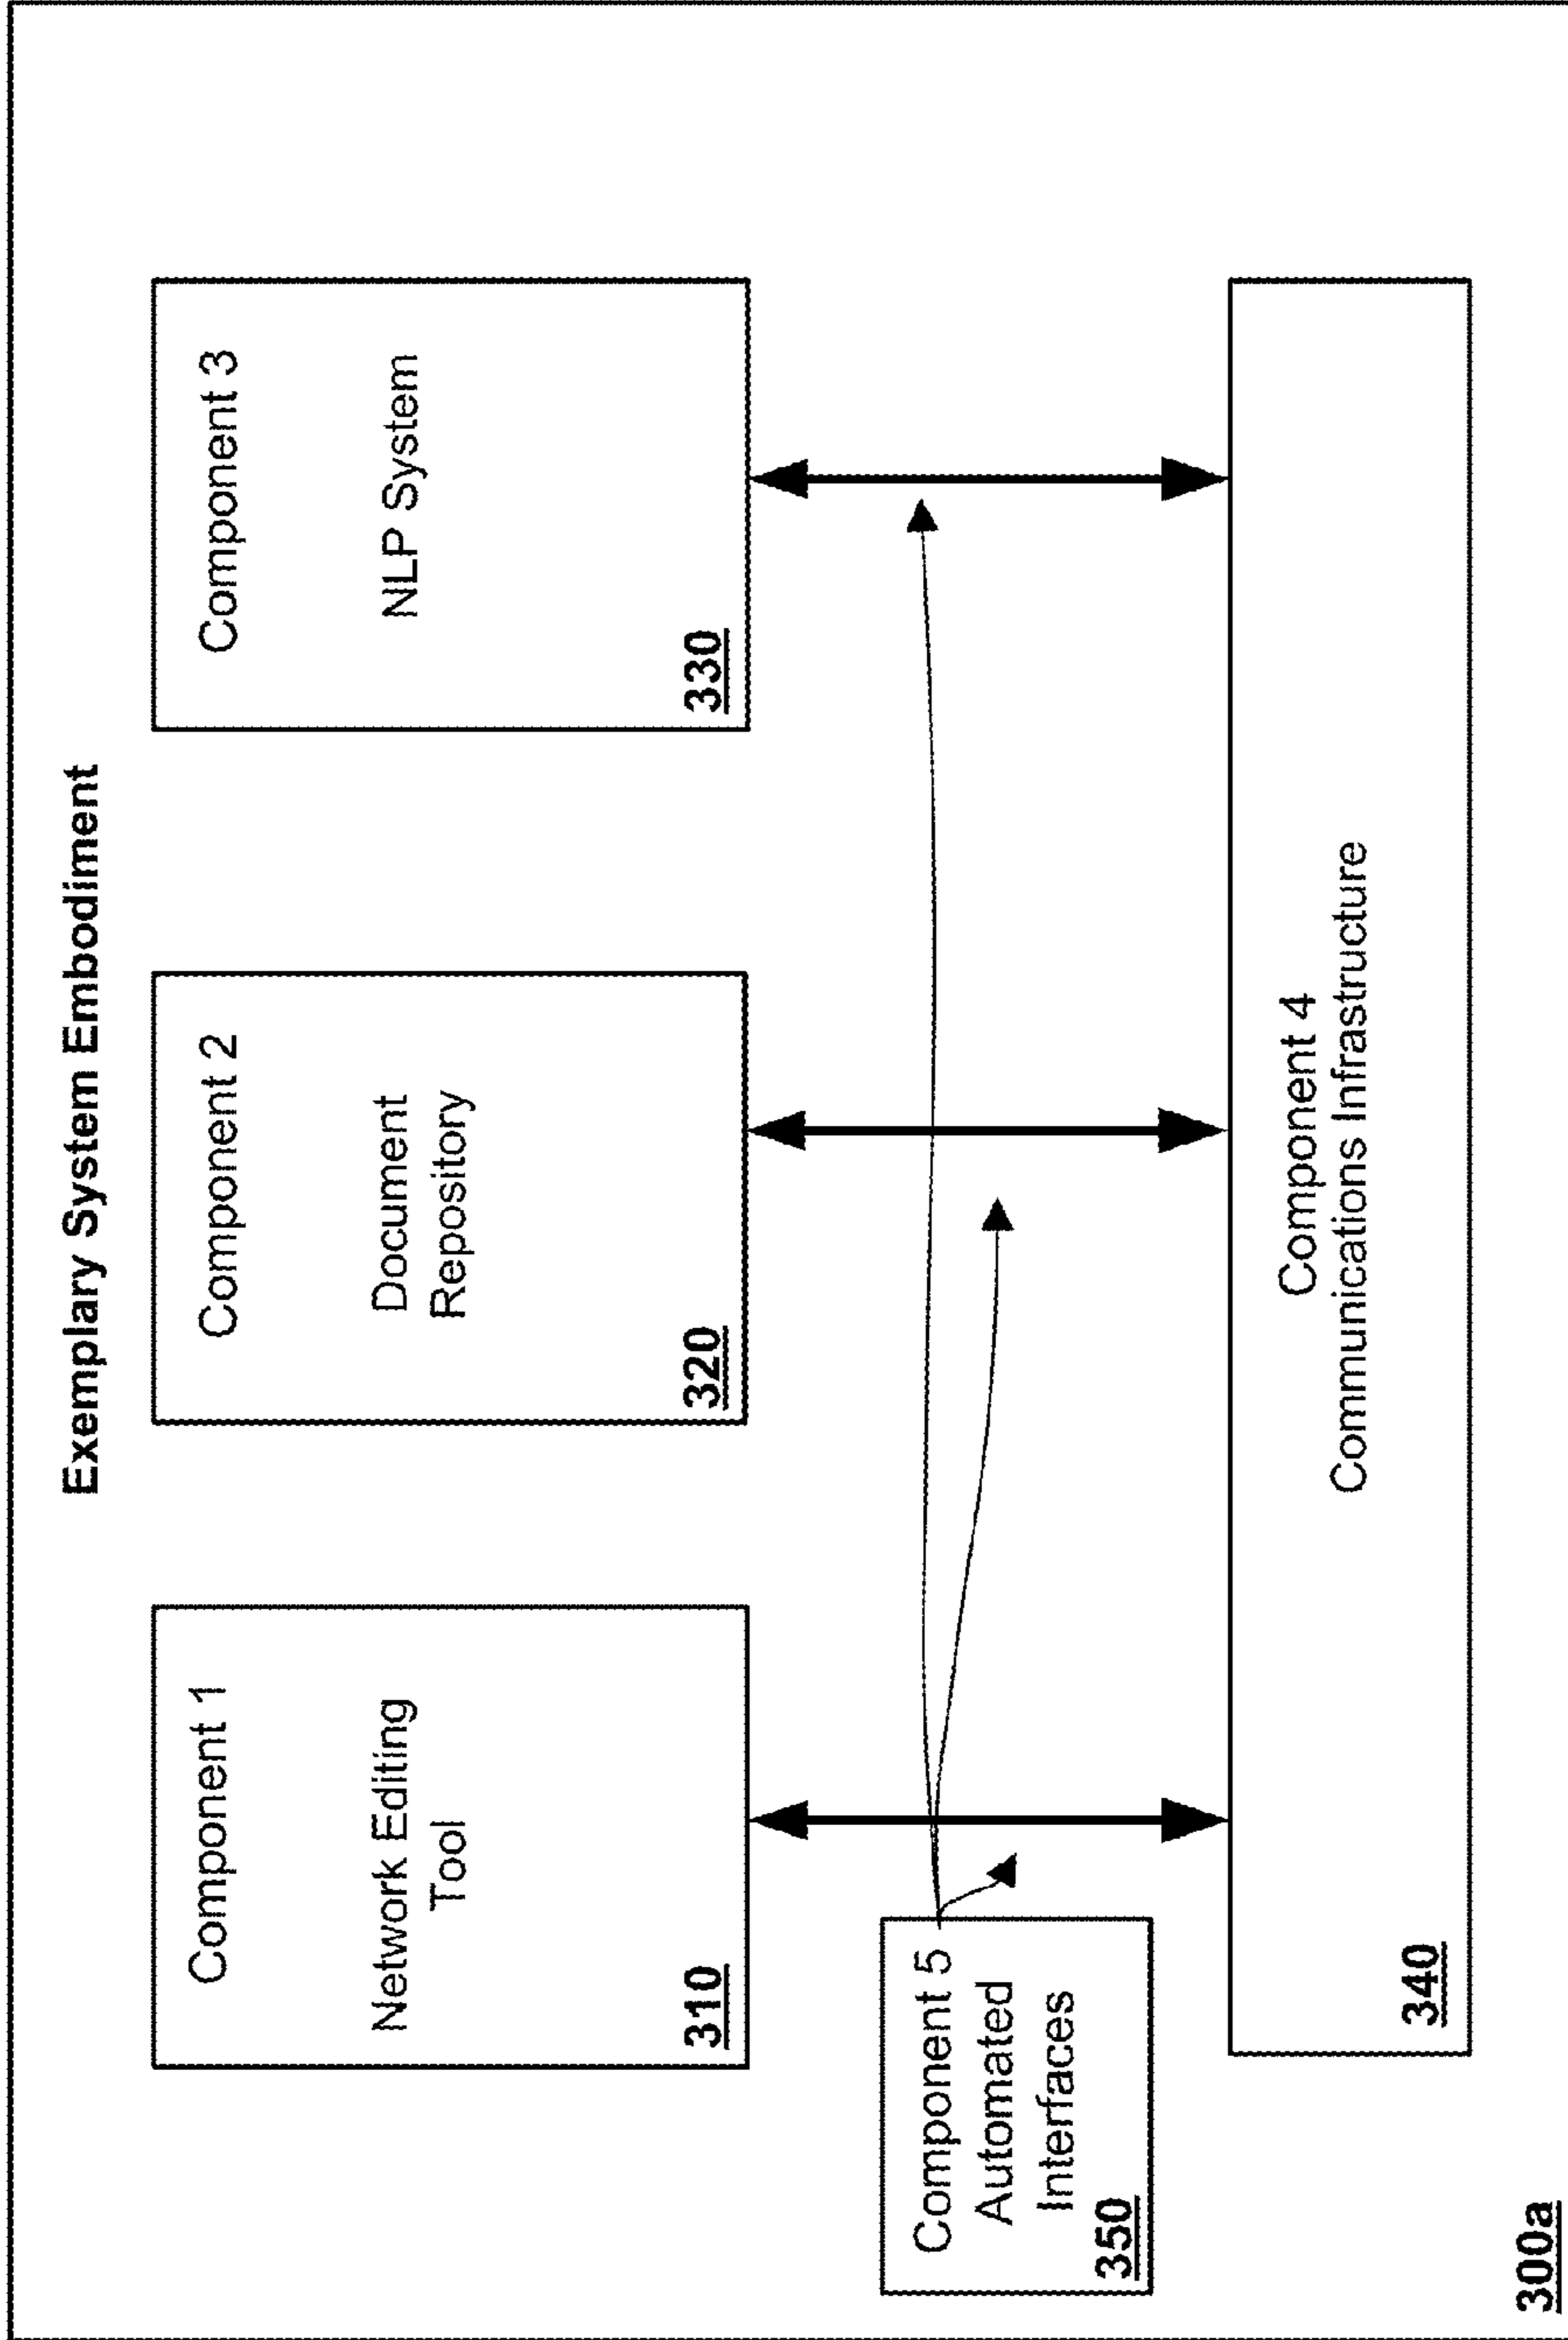 Exemplary System Embodiment
Component 1
Network Editing
Tool
310
Component 2
Document
Repository
320
Component 3
NLP System
330
Component 5
Automated
Interfaces
350
Component 4
Communications Infrastructure
340
300a